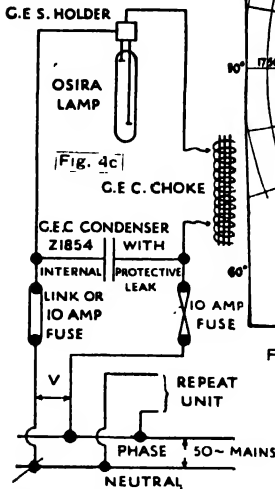 G.E S. HOLDER
OSIRA
LAMP
Fig. 4c
G.E C. CHOKE
G.E.C CONDENSER
Z1854 WITH
INTERNAL PROTECTIVE
LEAK
LINK OR
10 AMP
FUSE
10 AMP
FUSE
V
REPEAT
UNIT
PHASE 50~ MAINS
NEUTRAL
90°
60°
F